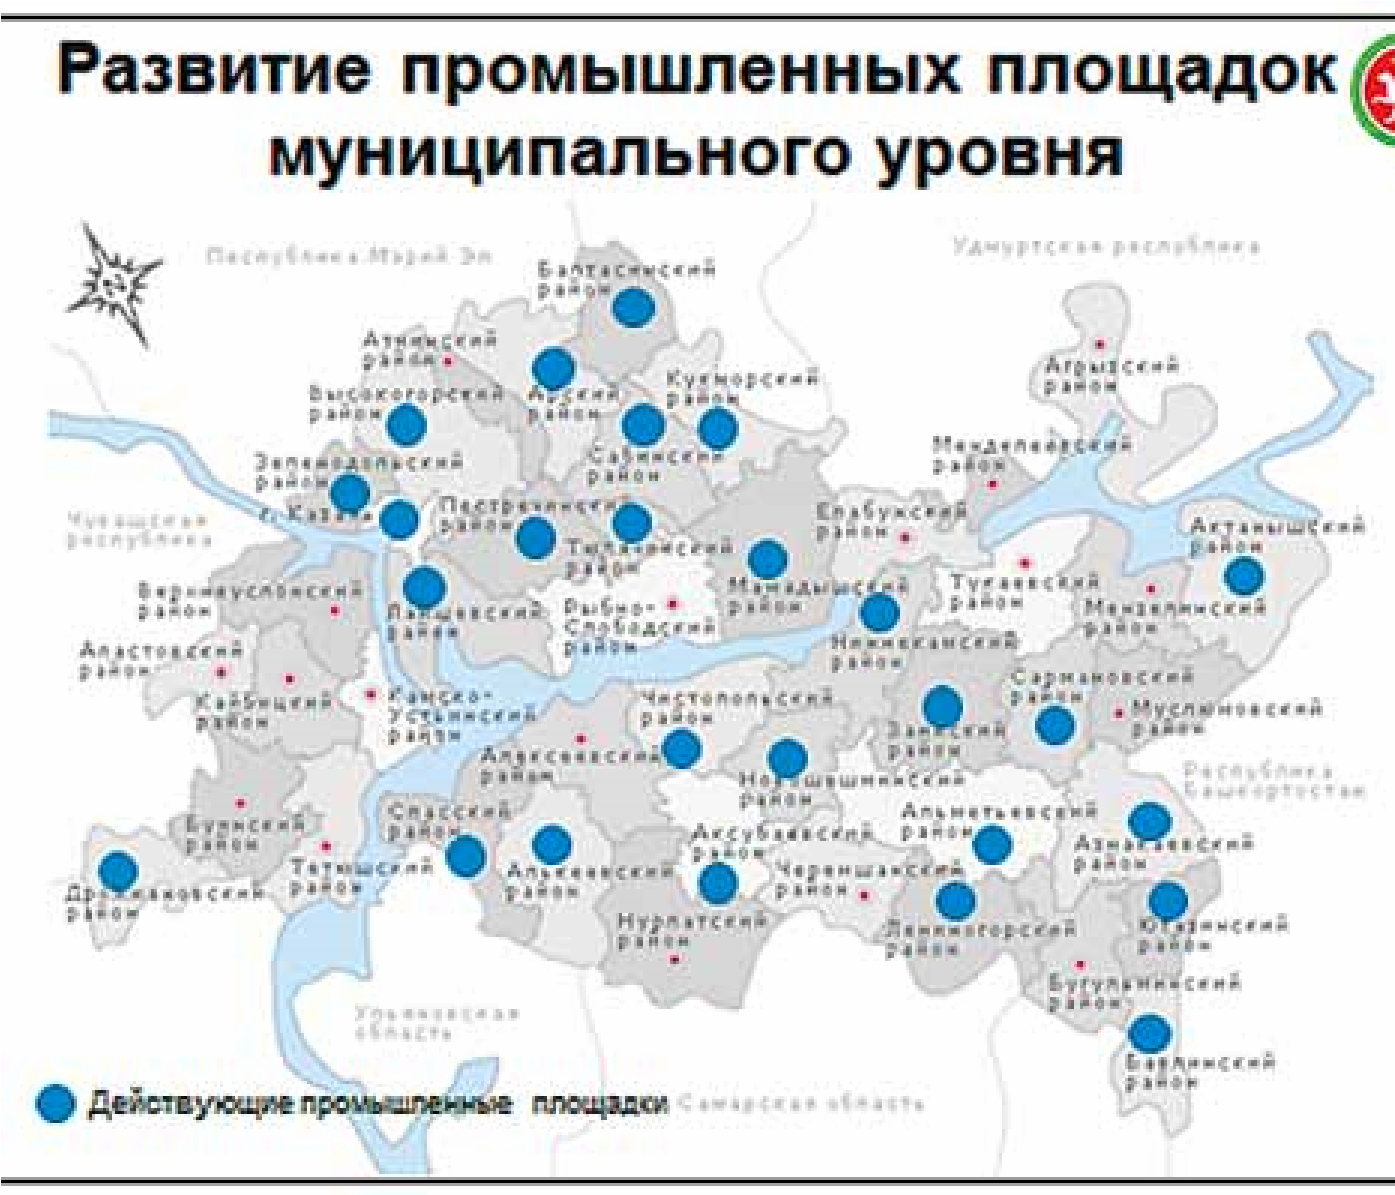 Развитие промышленных площадок
муниципального уровня
Республика Марий Эл
Удмуртская республика
Балтасинский
район
Атнинский
район
Агрызский
район
Кукморский
район
Высокогорский
район
Арский
район
Менделеевский
район
Сабинский
район
Зеленодольский
район
г. Казань
Пестречинский
район
Елабужский
район
Актанышский
район
Чувашская
республика
Тюлячинский
район
Мамадышский
район
Тукаевский
район
Мензелинский
район
Верхнеуслонский
район
Лаишевский
район
Рыбно-
Слободский
район
Нижнекамский
район
Апастовский
район
Кайбицкий
район
Камско-
Устьинский
район
Чистопольский
район
Сармановский
район
Муслюмовский
район
Заинский
район
Алексеевский
район
Новошешминский
район
Республика
Башкортостан
Спасский
район
Буинский
район
Аксубаевский
район
Альметьевский
район
Азнакаевский
район
Тетюшский
район
Алькеевский
район
Черемшанский
район
Дрожжановский
район
Нурлатский
район
Лениногорский
район
Ютазинский
район
Бугульминский
район
Ульяновская
область
Бавлинский
район
Действующие промышленные площадки
Самарская область